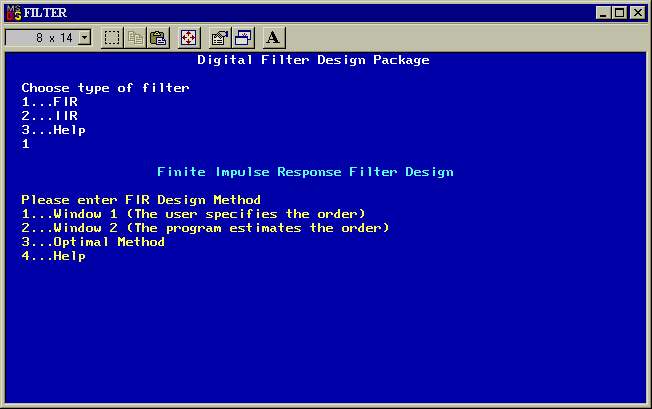 FILTER
8 x 14
A
Digital Filter Design Package
Choose type of filter
1...FIR
2...IIR
3...Help
1
Finite Impulse Response Filter Design
Please enter FIR Design Method
1...Window 1 (The user specifies the order)
2...Window 2 (The program estimates the order)
3...Optimal Method
4...Help